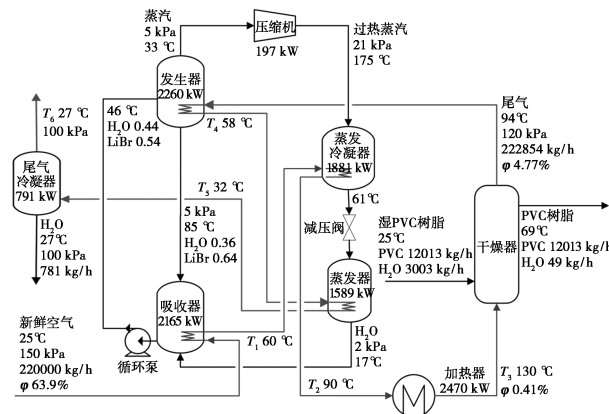 蒸汽
5 kPa
33 ℃
压缩机
197 kW
过热蒸汽
21 kPa
175 ℃
发生器
2260 kW
T₆ 27 ℃
100 kPa
46 ℃
H₂O 0.44
LiBr 0.54
T₄ 58 ℃
尾气
94℃
120 kPa
222854 kg/h
φ 4.77%
蒸发
冷凝器
1881 kW
尾气
冷凝器
791 kW
T₅ 32 ℃
61℃
减压阀
5 kPa
85 ℃
H₂O 0.36
LiBr 0.64
H₂O
27℃
100 kPa
781 kg/h
湿PVC树脂
25℃
PVC 12013 kg/h
H₂O 3003 kg/h
干燥器
PVC树脂
69℃
PVC 12013 kg/h
H₂O 49 kg/h
蒸发器
1589 kW
吸收器
2165 kW
新鲜空气
25℃
150 kPa
220000 kg/h
φ 63.9%
循环泵
T₁ 60 ℃
H₂O
2 kPa
17℃
T₂ 90 ℃
加热器
2470 kW
T₃ 130 ℃
φ 0.41%